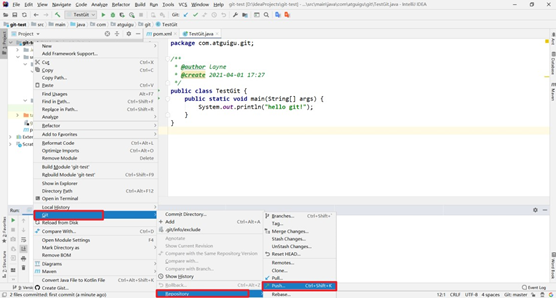 File Edit View Navigate Code Analyze Refactor Build Run Tools VCS Window Help
git-test [...\IdeaProjects\git-test] - ...\src\main\java\com\atguigu\git\TestGit.java - IntelliJ IDEA
git-test src main java com atguigu git TestGit
TestGit
Git:
Project
pom.xml
TestGit.java
New
Add Framework Support...
Cut Ctrl+X
Copy Ctrl+C
Copy Path...
Paste Ctrl+V
Find Usages Alt+F7
Find in Path... Ctrl+Shift+F
Replace in Path...
Analyze
Refactor
Add to Favorites
Reformat Code Ctrl+Alt+L
Optimize Imports Ctrl+Alt+O
Remove Module Delete
Build Module 'git-test'
Rebuild Module 'git-test' Ctrl+Shift+F9
Show in Explorer
Directory Path Ctrl+Alt+F12
Open in Terminal
Local History
Git
Reload from Disk
Compare With... Ctrl+D
Open Module Settings F4
Mark Directory as
Remove BOM
Diagrams
Maven
Convert Java File to Kotlin File Ctrl+Alt+Shift+K
Create Gist...
package com.atguigu.git;
/**
* @author Layne
* @create 2021-04-01 17:27
*/
public class TestGit {
public static void main(String[] args) {
System.out.println("hello git!");
}
}
Commit Directory...
Add Ctrl+Alt+A
.git/info/exclude
Annotate
Show Current Revision
Compare with the Same Repository Version
Compare with...
Compare with Branch...
Show History
Rollback... Ctrl+Alt+Z
Repository
Branches...
Tag...
Merge Changes...
Stash Changes...
UnStash Changes...
Reset HEAD...
Remotes...
Clone...
Pull...
Push... Ctrl+Shift+K
Rebase...
Run:
Event Log
2 files committed: first commit (a minute ago)
12:1 CRLF UTF-8 4 spaces Git: master